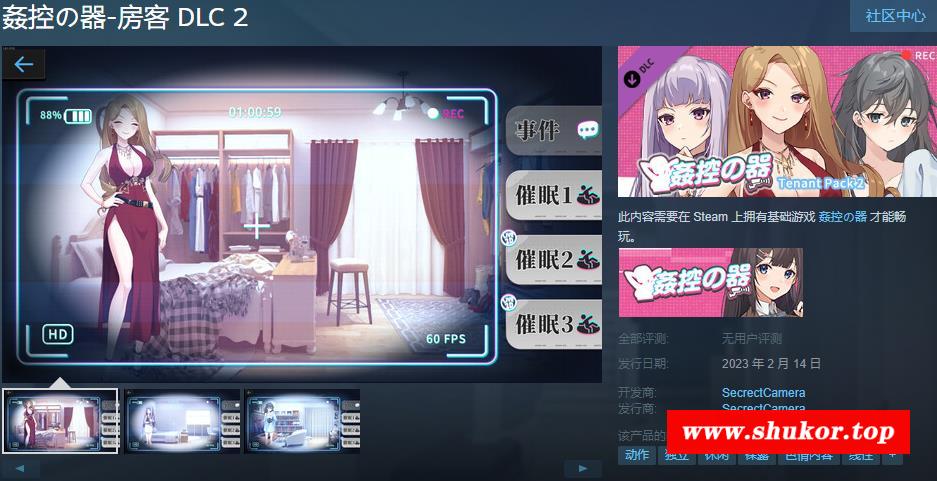 姦控の器-房客 DLC 2
社区中心
88%
01:00:59
REC
事件
催眠1
催眠2
催眠3
HD
60 FPS
DLC
REC
姦控の器
Tenant Pack 2
此内容需要在 Steam 上拥有基础游戏 姦控の器 才能畅
玩。
姦控の器
全部评测: 无用户评测
发行日期: 2023 年 2 月 14 日
开发商: SecrectCamera
发行商: SecrectCamera
该产品的
www.shukor.top
动作 独立 休闲 裸露 色情内容 线性 +